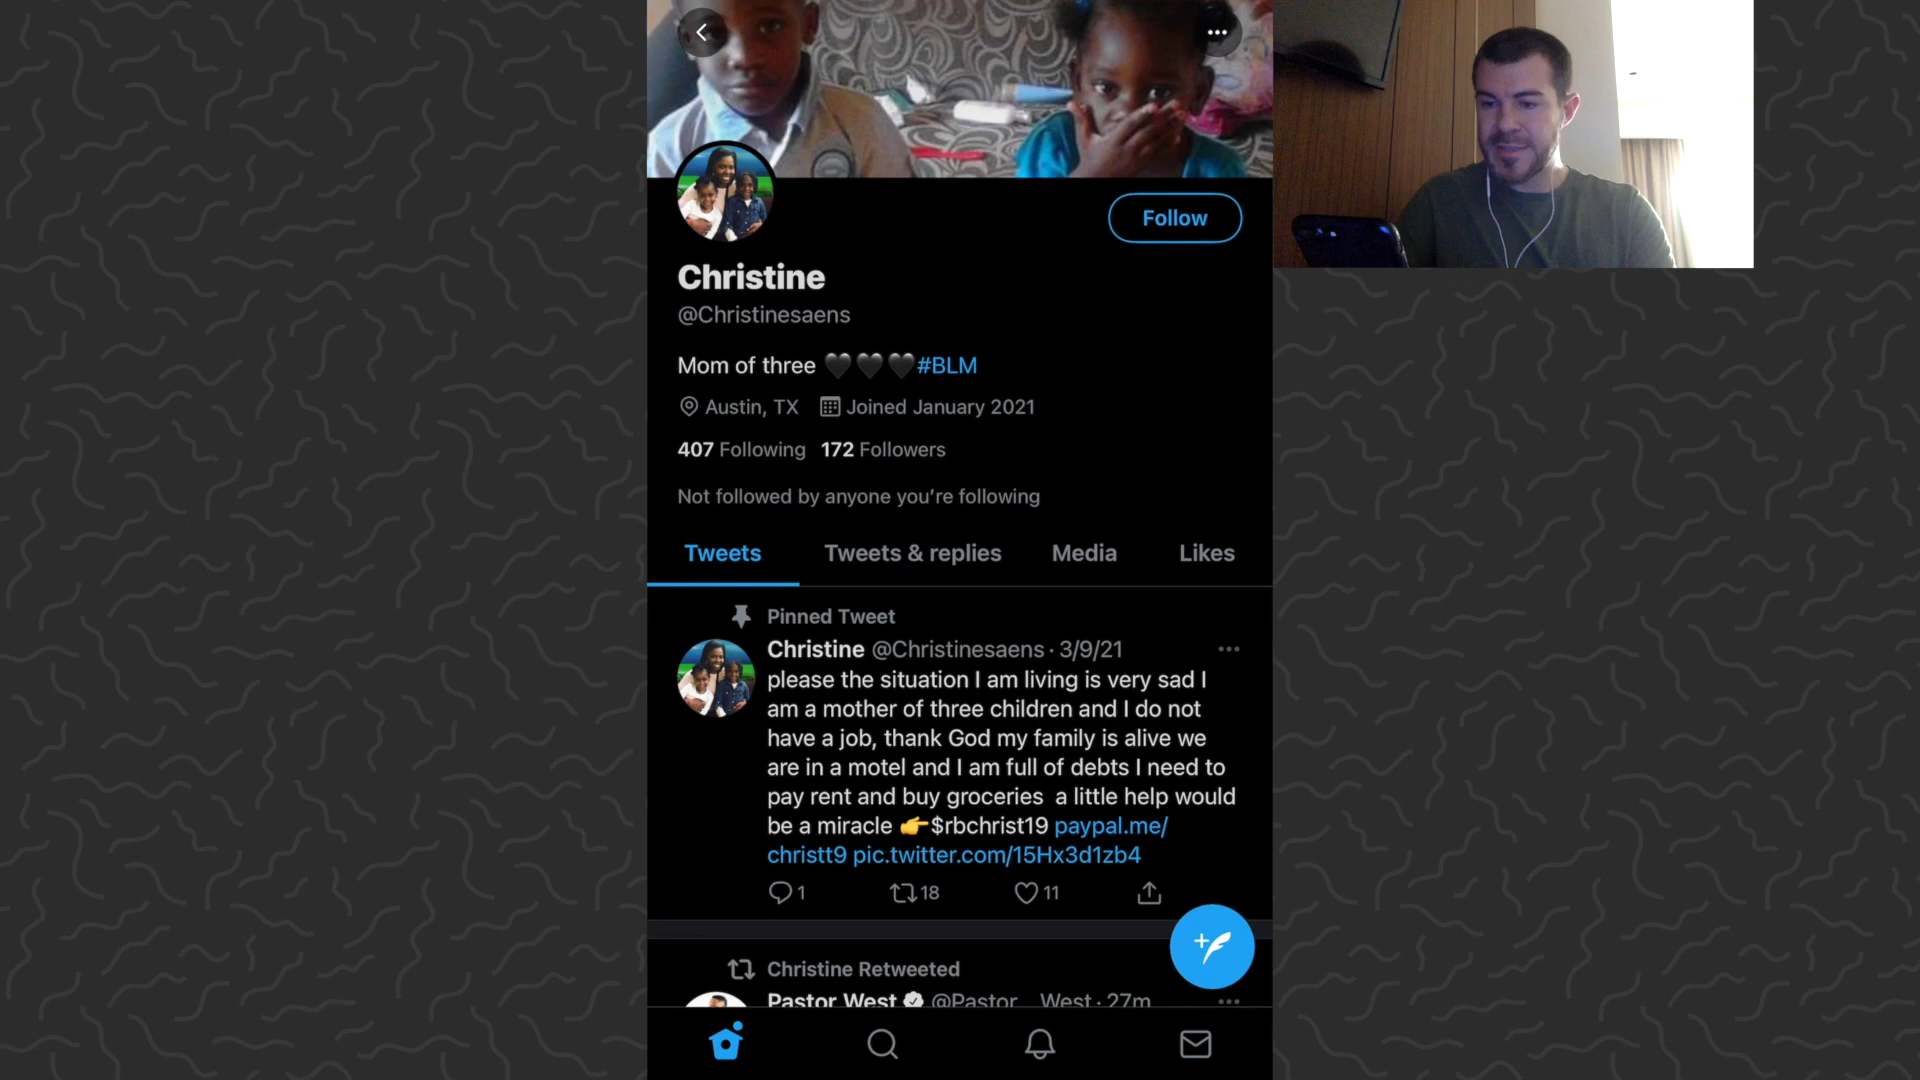 Follow
Christine
@Christinesaens
Mom of three 🖤🖤🖤#BLM
Austin, TX Joined January 2021
407 Following 172 Followers
Not followed by anyone you’re following
Tweets Tweets & replies Media Likes
Pinned Tweet
Christine @Christinesaens · 3/9/21
please the situation I am living is very sad I
am a mother of three children and I do not
have a job, thank God my family is alive we
are in a motel and I am full of debts I need to
pay rent and buy groceries  a little help would
be a miracle 👉$rbchrist19 paypal.me/
christt9 pic.twitter.com/15Hx3d1zb4
1 18 11
Christine Retweeted
Pastor West @Pastor__West · 27m